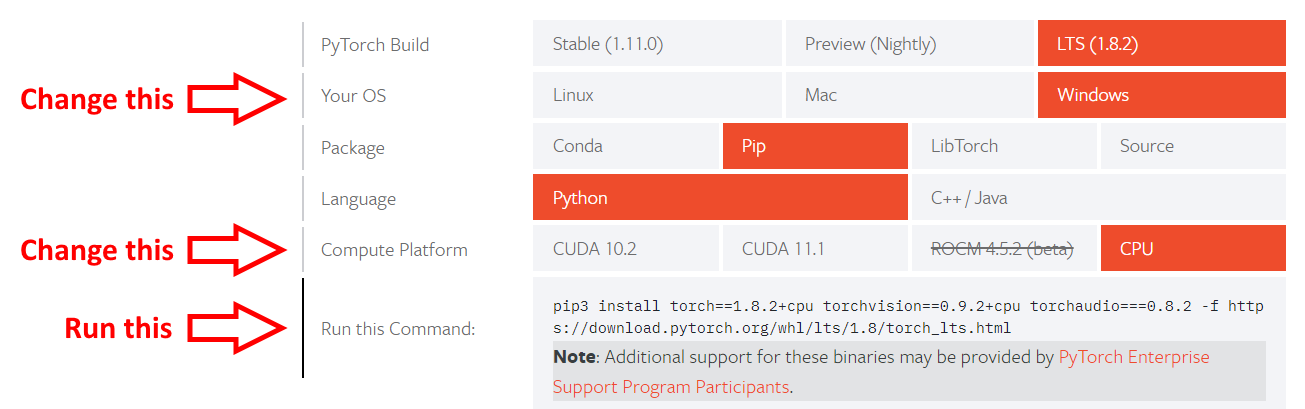 PyTorch Build Stable (1.11.0) Preview (Nightly) LTS (1.8.2)
Change this Your OS Linux Mac Windows
Package Conda Pip LibTorch Source
Language Python C++ / Java
Change this Compute Platform CUDA 10.2 CUDA 11.1 ROCM 4.5.2 (beta) CPU
Run this Run this Command: pip3 install torch==1.8.2+cpu torchvision==0.9.2+cpu torchaudio===0.8.2 -f http
s://download.pytorch.org/whl/lts/1.8/torch_lts.html
Note: Additional support for these binaries may be provided by PyTorch Enterprise
Support Program Participants.